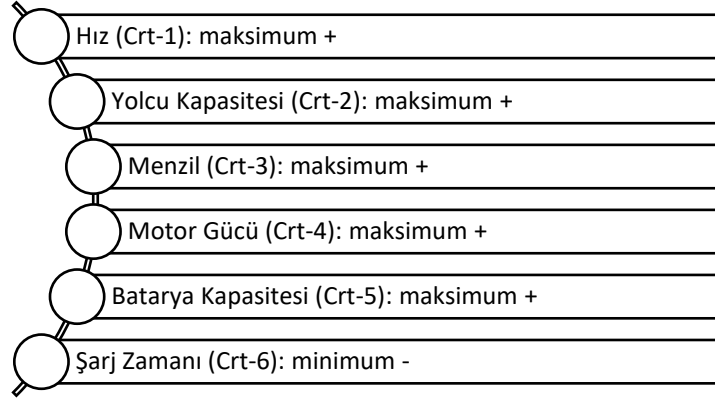 Hız (Crt-1): maksimum +
Yolcu Kapasitesi (Crt-2): maksimum +
Menzil (Crt-3): maksimum +
Motor Gücü (Crt-4): maksimum +
Batarya Kapasitesi (Crt-5): maksimum +
Şarj Zamanı (Crt-6): minimum -